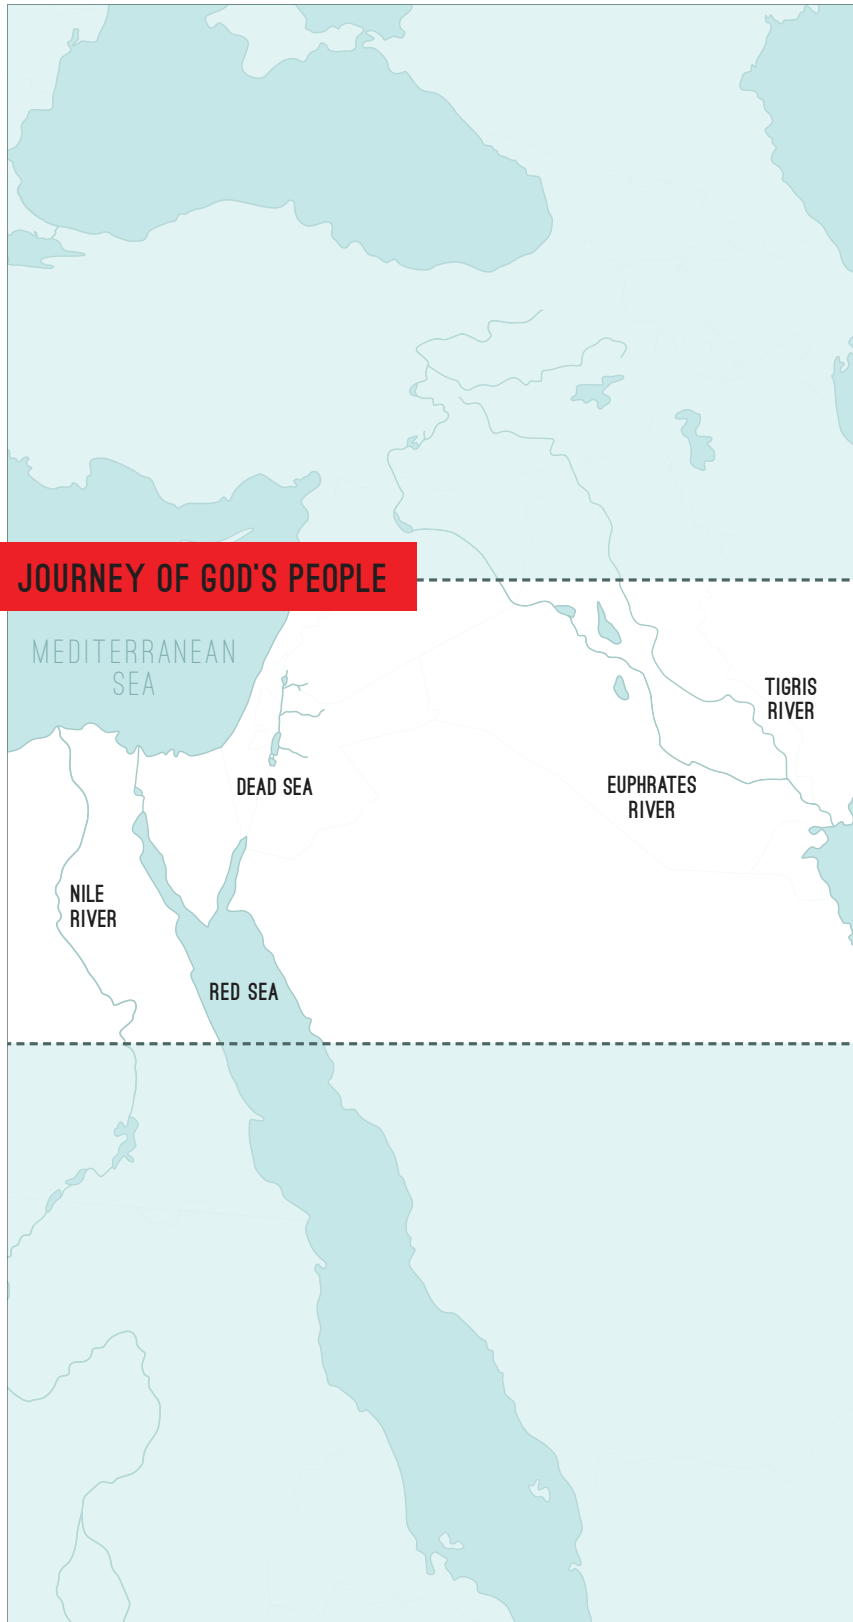 JOURNEY OF GOD'S PEOPLE
MEDITERRANEAN
SEA
TIGRIS
RIVER
DEAD SEA
EUPHRATES
RIVER
NILE
RIVER
RED SEA